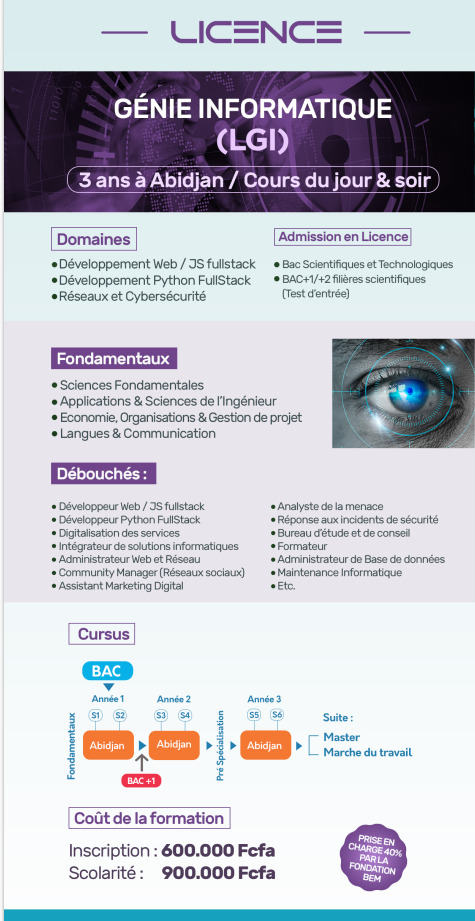 LICENCE
GÉNIE INFORMATIQUE
(LGI)
3 ans à Abidjan / Cours du jour & soir
Domaines
• Développement Web / JS fullstack
• Développement Python FullStack
• Réseaux et Cybersécurité
Admission en Licence
• Bac Scientifiques et Technologiques
• BAC+1/+2 filières scientifiques
(Test d'entrée)
Fondamentaux
• Sciences Fondamentales
• Applications & Sciences de l'Ingénieur
• Economie, Organisations & Gestion de projet
• Langues & Communication
Débouchés :
• Développeur Web / JS fullstack
• Développeur Python FullStack
• Digitalisation des services
• Intégrateur de solutions informatiques
• Administrateur Web et Réseau
• Community Manager (Réseaux sociaux)
• Assistant Marketing Digital
• Analyste de la menace
• Réponse aux incidents de sécurité
• Bureau d'étude et de conseil
• Formateur
• Administrateur de Base de données
• Maintenance Informatique
• Etc.
Cursus
BAC
Année 1
Année 2
Année 3
S1 S2
S3 S4
S5 S6
Fondamentaux
Abidjan
Abidjan
Pré Spécialisation
Abidjan
BAC +1
Suite :
Master
Marche du travail
Coût de la formation
Inscription : 600.000 Fcfa
Scolarité : 900.000 Fcfa
PRISE EN
CHARGE 40%
PAR LA
FONDATION
BEM